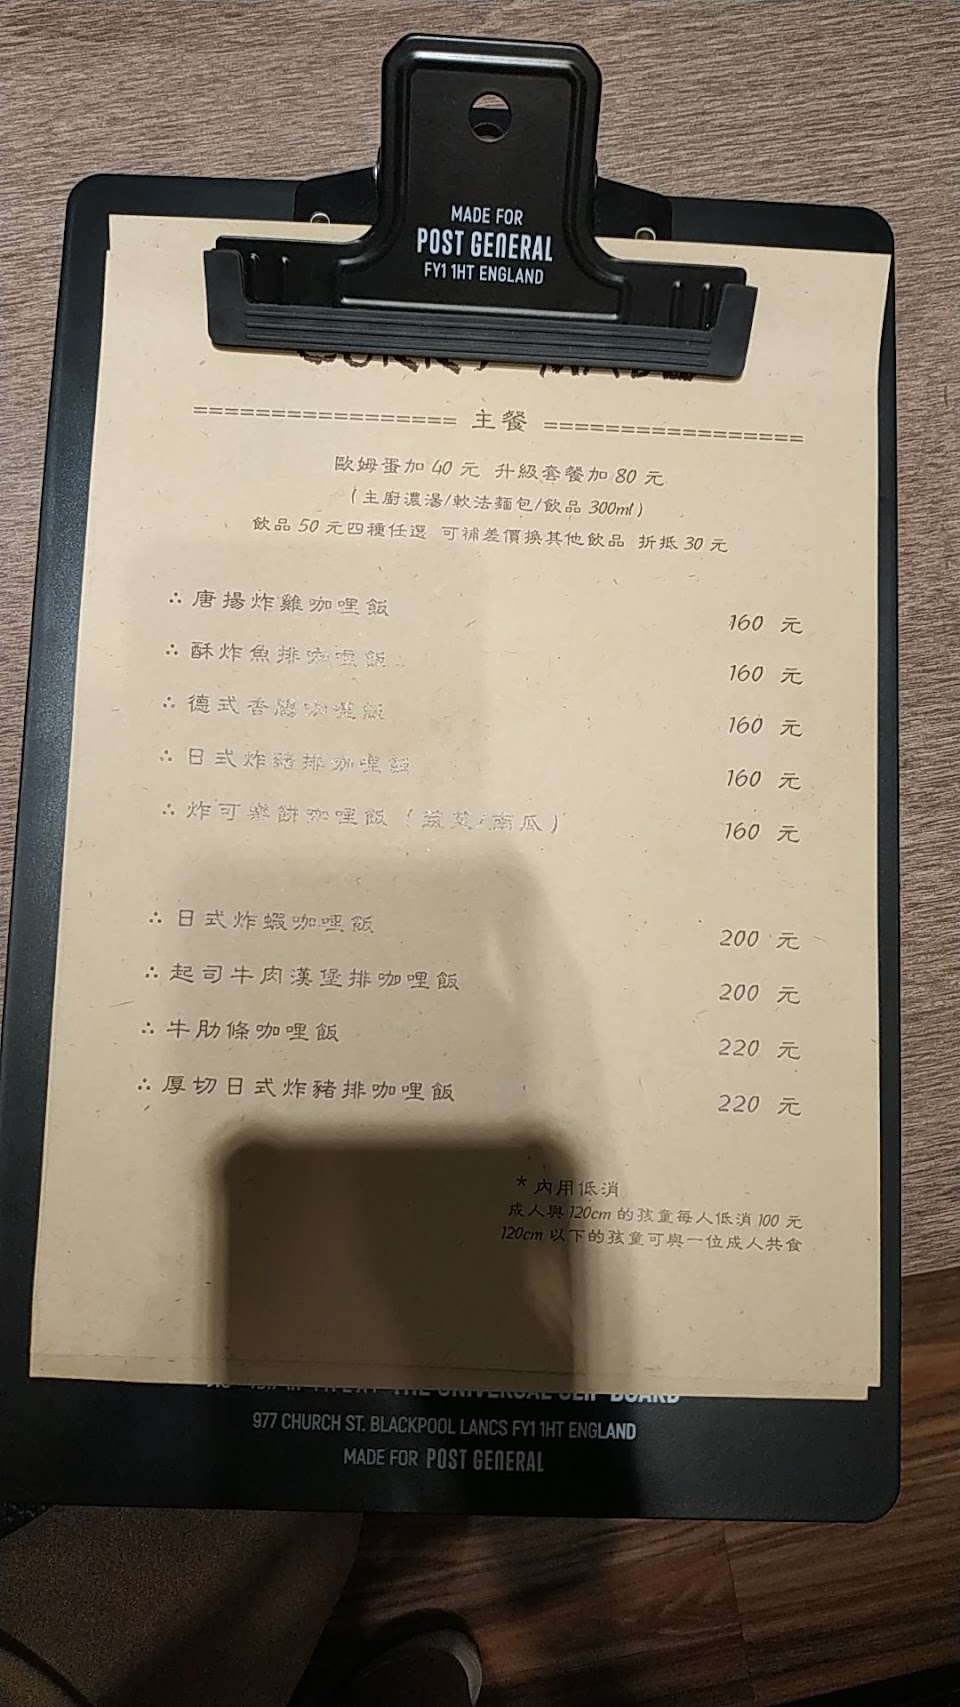 MADE FOR
POST GENERAL
FY1 1HT ENGLAND
================= 主餐 =================
歐姆蛋加 40 元 升級套餐加 80 元
(主廚濃湯/軟法麵包/飲品 300ml)
飲品 50 元四種任選 可補差價換其他飲品 折抵 30 元
∴ 唐揚炸雞咖哩飯 160 元
∴ 酥炸魚排咖哩飯 160 元
∴ 德式香腸咖哩飯 160 元
∴ 日式炸豬排咖哩飯 160 元
∴ 炸可樂餅咖哩飯 (蔬菜/南瓜) 160 元
∴ 日式炸蝦咖哩飯 200 元
∴ 起司牛肉漢堡排咖哩飯 200 元
∴ 牛肋條咖哩飯 220 元
∴ 厚切日式炸豬排咖哩飯 220 元
* 內用低消
成人與 120cm 的孩童每人低消 100 元
120cm 以下的孩童可與一位成人共食
THE UNIVERSAL CLIP BOARD
977 CHURCH ST. BLACKPOOL LANCS FY1 1HT ENGLAND
MADE FOR POST GENERAL